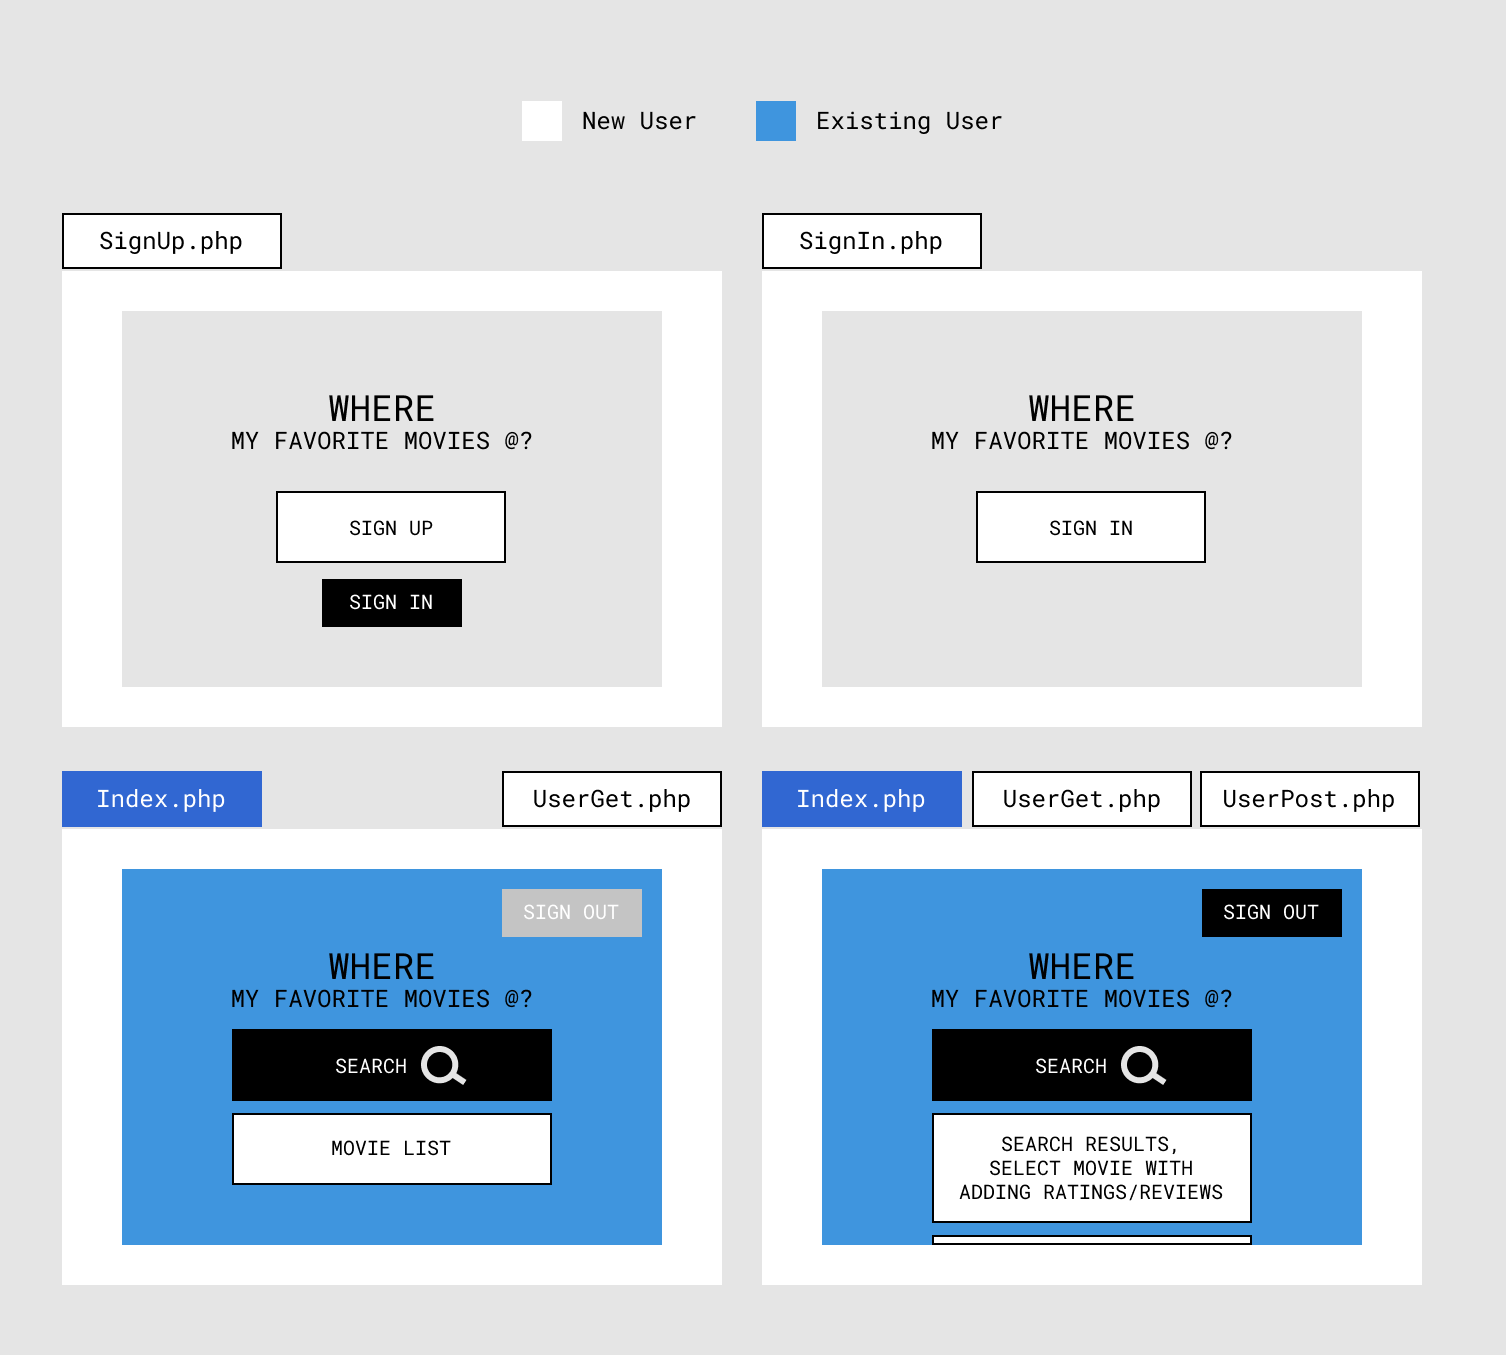 New User
Existing User
SignUp.php
SignIn.php
WHERE
MY FAVORITE MOVIES @?
SIGN UP
SIGN IN
WHERE
MY FAVORITE MOVIES @?
SIGN IN
Index.php
UserGet.php
Index.php
UserGet.php
UserPost.php
SIGN OUT
WHERE
MY FAVORITE MOVIES @?
SEARCH
MOVIE LIST
SIGN OUT
WHERE
MY FAVORITE MOVIES @?
SEARCH
SEARCH RESULTS,
SELECT MOVIE WITH
ADDING RATINGS/REVIEWS